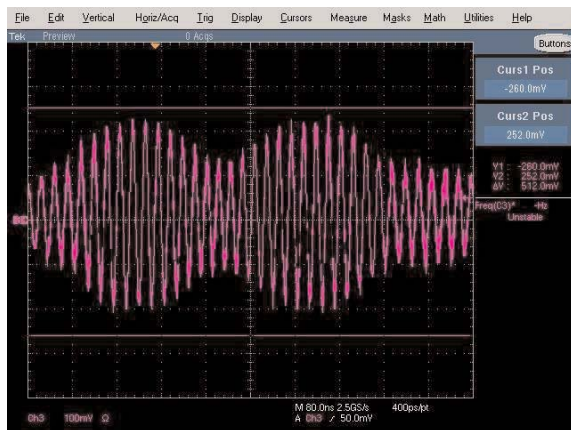 File Edit Vertical Horiz/Acq Trig Display Cursors Measure Masks Math Utilities Help
Tek Preview 0 Acqs
Buttons
Curs1 Pos
-260.0mV
Curs2 Pos
252.0mV
Y1 : -260.0mV
Y2 : 252.0mV
ΔV : 512.0mV
Freq(C3)* -Hz
Unstable
M 80.0ns 2.5GS/s 400ps/pt
Ch3 100mV Ω A Ch3 / 50.0mV